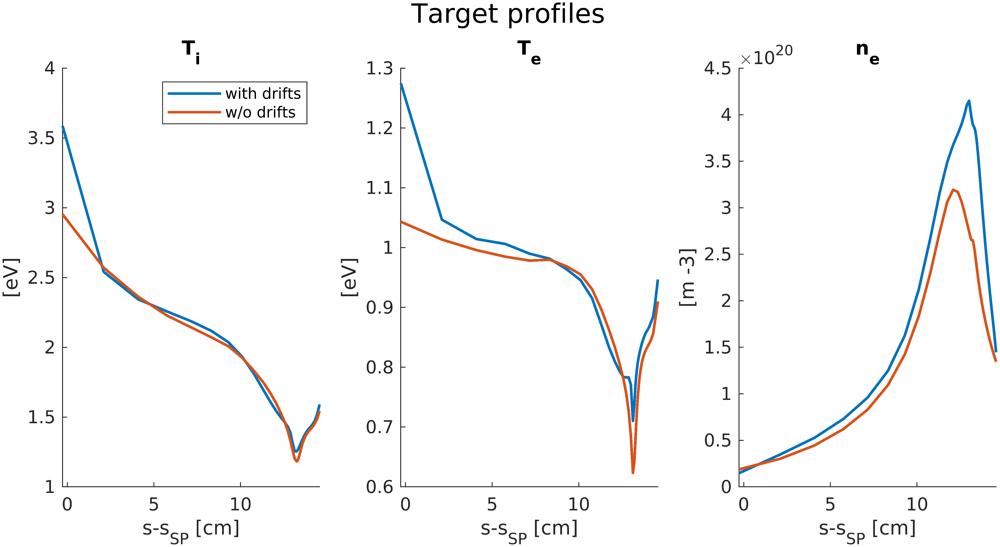 Target profiles
T_i
4
3.5
3
2.5
2
1.5
1
[eV]
with drifts
w/o drifts
0 5 10
s-s_SP [cm]
T_e
1.3
1.2
1.1
1
0.9
0.8
0.7
0.6
[eV]
0 5 10
s-s_SP [cm]
n_e
×10^20
4.5
4
3.5
3
2.5
2
1.5
1
0.5
0
[m -3]
0 5 10
s-s_SP [cm]